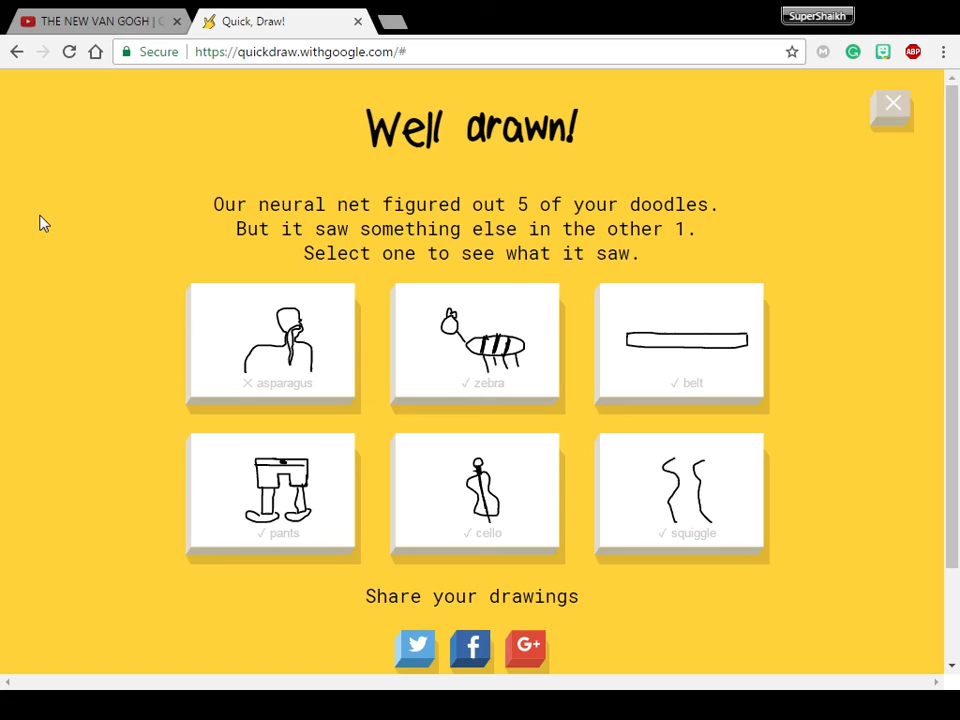 SuperShaikh
THE NEW VAN GOGH | C
Quick, Draw!
Secure
https://quickdraw.withgoogle.com/#
M
G
ABP
Well drawn!
Our neural net figured out 5 of your doodles.
But it saw something else in the other 1.
Select one to see what it saw.
× asparagus
✓ zebra
✓ belt
✓ pants
✓ cello
✓ squiggle
Share your drawings
f
G+